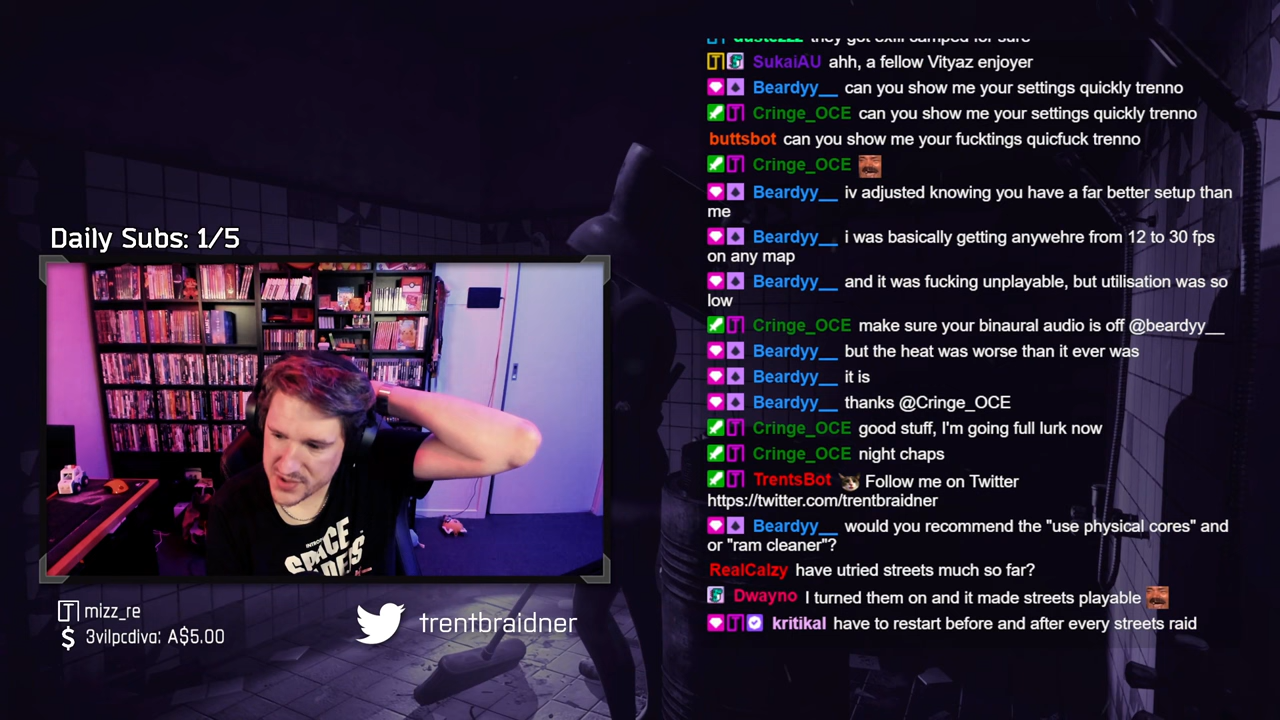 they got exfil camped for sure
SukaiAU ahh, a fellow Vityaz enjoyer
Beardyy__ can you show me your settings quickly trenno
Cringe_OCE can you show me your settings quickly trenno
buttsbot can you show me your fucktings quicfuck trenno
Cringe_OCE
Beardyy__ iv adjusted knowing you have a far better setup than
me
Beardyy__ i was basically getting anywehre from 12 to 30 fps
on any map
Beardyy__ and it was fucking unplayable, but utilisation was so
low
Cringe_OCE make sure your binaural audio is off @beardyy__
Beardyy__ but the heat was worse than it ever was
Beardyy__ it is
Beardyy__ thanks @Cringe_OCE
Cringe_OCE good stuff, I'm going full lurk now
Cringe_OCE night chaps
TrentsBot Follow me on Twitter
https://twitter.com/trentbraidner
Beardyy__ would you recommend the "use physical cores" and
or "ram cleaner"?
RealCalzy have utried streets much so far?
Dwayno I turned them on and it made streets playable
kritikal have to restart before and after every streets raid
Daily Subs: 1/5
SPACE
mizz_re
$ 3vilpcdiva: A$5.00
trentbraidner